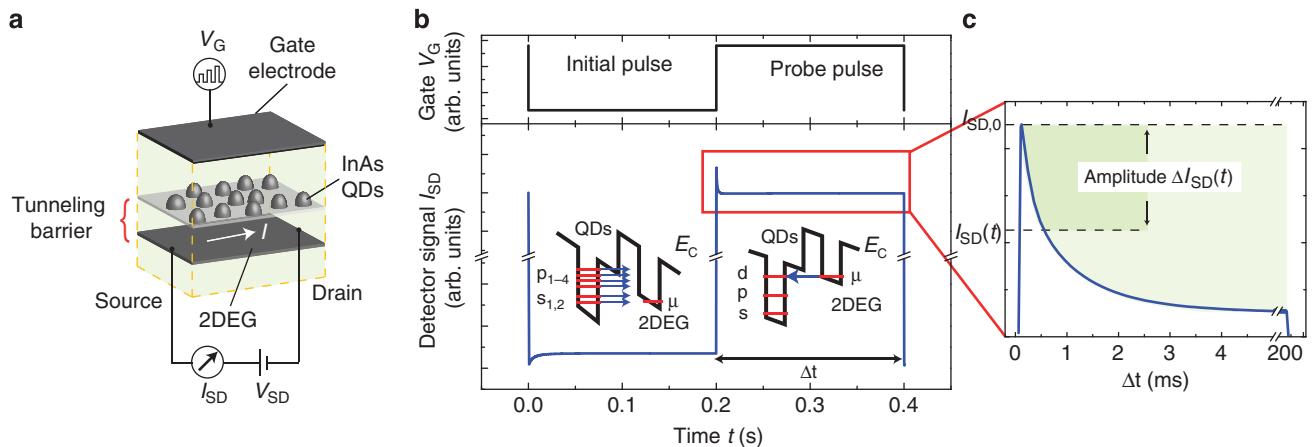 a
V_G
Gate
electrode
InAs
QDs
Tunneling
barrier
I
Source
Drain
2DEG
I_SD
V_SD
b
Gate V_G
(arb. units)
Initial pulse
Probe pulse
Detector signal I_SD
(arb. units)
QDs
E_C
p_1–4
s_1,2
μ
2DEG
QDs
E_C
d
p
s
μ
2DEG
Δt
0.0
0.1
0.2
0.3
0.4
Time t (s)
c
I_SD,0
Amplitude ΔI_SD(t)
I_SD(t)
0
1
2
3
4
200
Δt (ms)